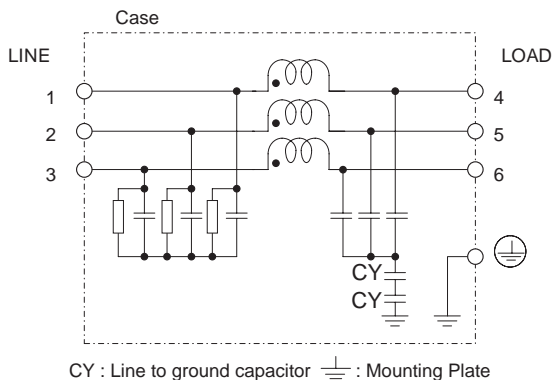 Case
LINE
LOAD
1
4
2
5
3
6
CY
CY
CY : Line to ground capacitor : Mounting Plate